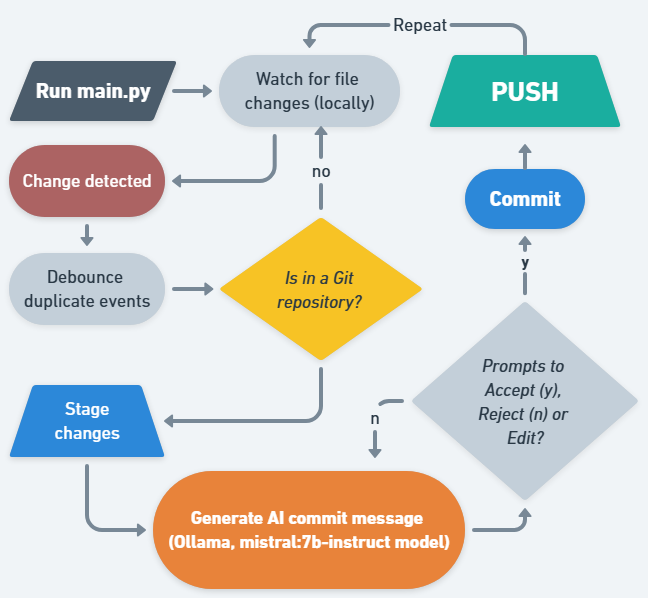 Repeat
Run main.py
Watch for file
changes (locally)
PUSH
Change detected
no
Commit
Debounce
duplicate events
Is in a Git
repository?
y
Prompts to
Accept (y),
Reject (n) or
Edit?
Stage
changes
n
Generate AI commit message
(Ollama, mistral:7b-instruct model)